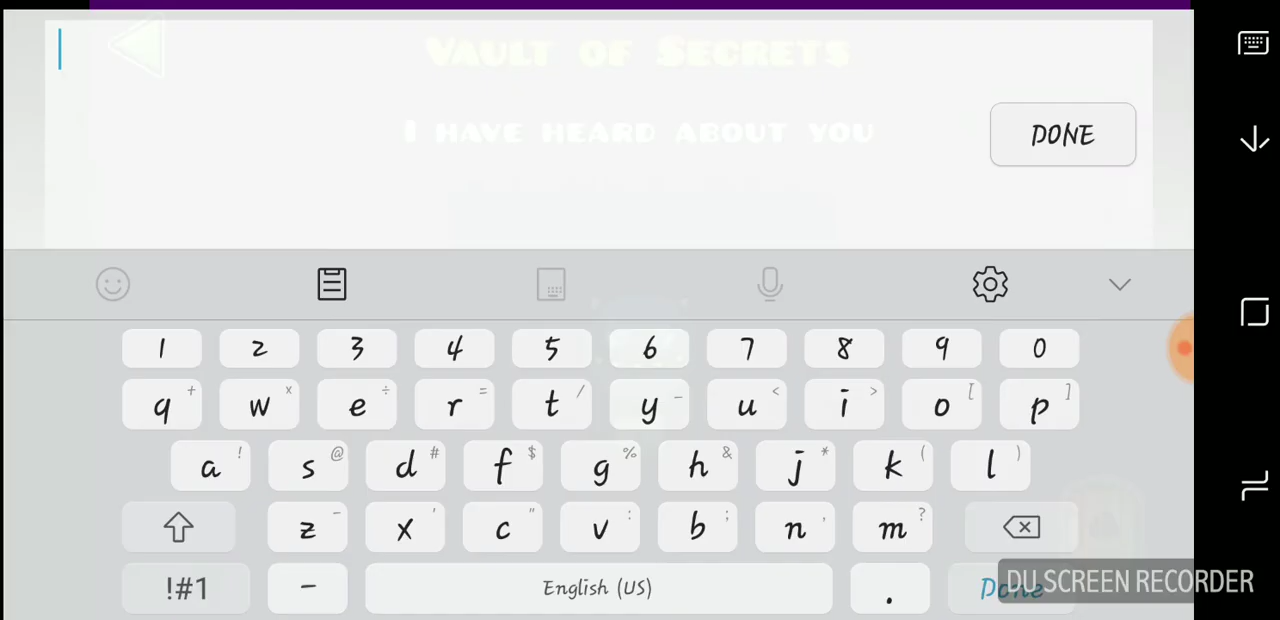 Vault of Secrets
I have heard about you
DONE
1 2 3 4 5 6 7 8 9 0
q + w × e ÷ r = t / y _ u < i > o [ p ]
a ! s @ d # f $ g % h & j * k ( l )
z - x ' c " v : b ; n , m ?
!#1 - English (US) . Done
DU SCREEN RECORDER